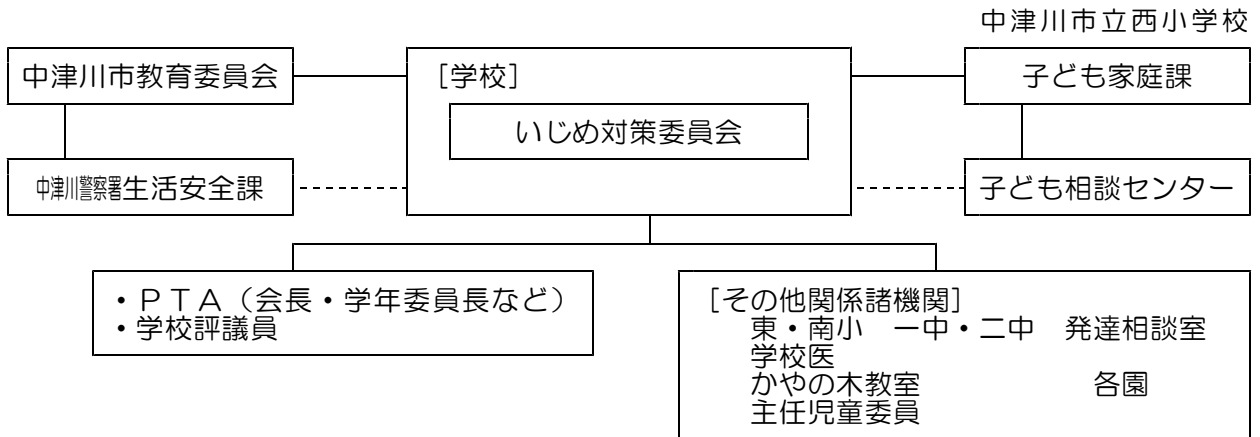 中津川市立西小学校
中津川市教育委員会
[学校]
子ども家庭課
いじめ対策委員会
中津川警察署生活安全課
子ども相談センター
・ＰＴＡ（会長・学年委員長など）
・学校評議員
[その他関係諸機関]
東・南小　一中・二中　発達相談室
学校医
かやの木教室　　　　　　各園
主任児童委員